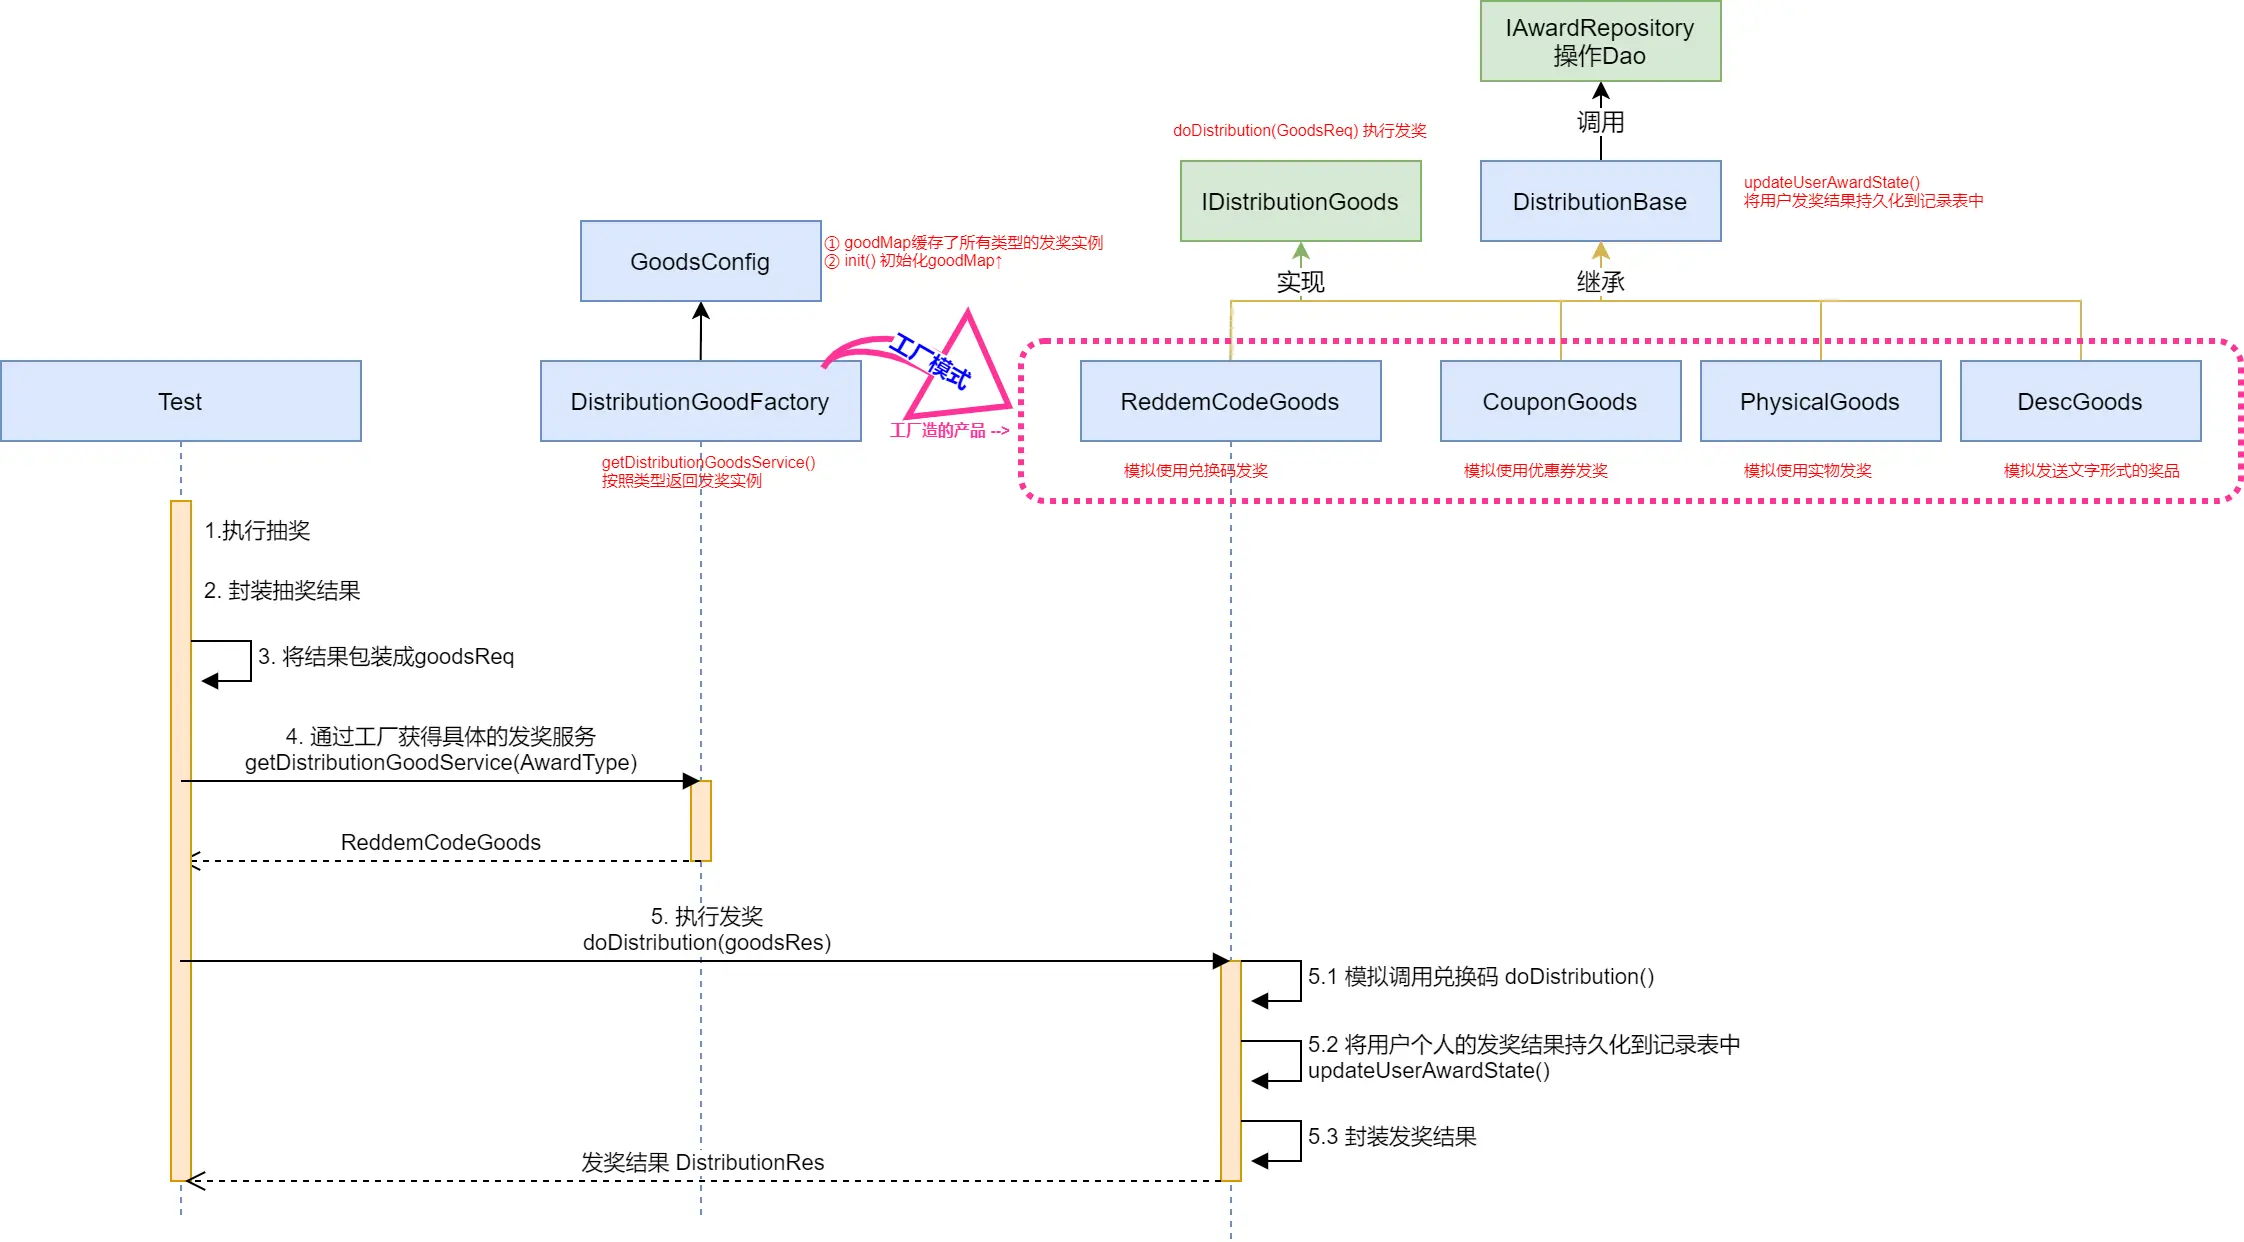 IAwardRepository
操作Dao
调用
doDistribution(GoodsReq) 执行发奖
IDistributionGoods
DistributionBase
updateUserAwardState()
将用户发奖结果持久化到记录表中
GoodsConfig
① goodMap缓存了所有类型的发奖实例
② init() 初始化goodMap↑
实现
继承
工厂模式
Test
DistributionGoodFactory
ReddemCodeGoods
CouponGoods
PhysicalGoods
DescGoods
工厂造的产品 -->
getDistributionGoodsService()
按照类型返回发奖实例
模拟使用兑换码发奖
模拟使用优惠券发奖
模拟使用实物发奖
模拟发送文字形式的奖品
1.执行抽奖
2. 封装抽奖结果
3. 将结果包装成goodsReq
4. 通过工厂获得具体的发奖服务
getDistributionGoodService(AwardType)
ReddemCodeGoods
5. 执行发奖
doDistribution(goodsRes)
5.1 模拟调用兑换码 doDistribution()
5.2 将用户个人的发奖结果持久化到记录表中
updateUserAwardState()
5.3 封装发奖结果
发奖结果 DistributionRes